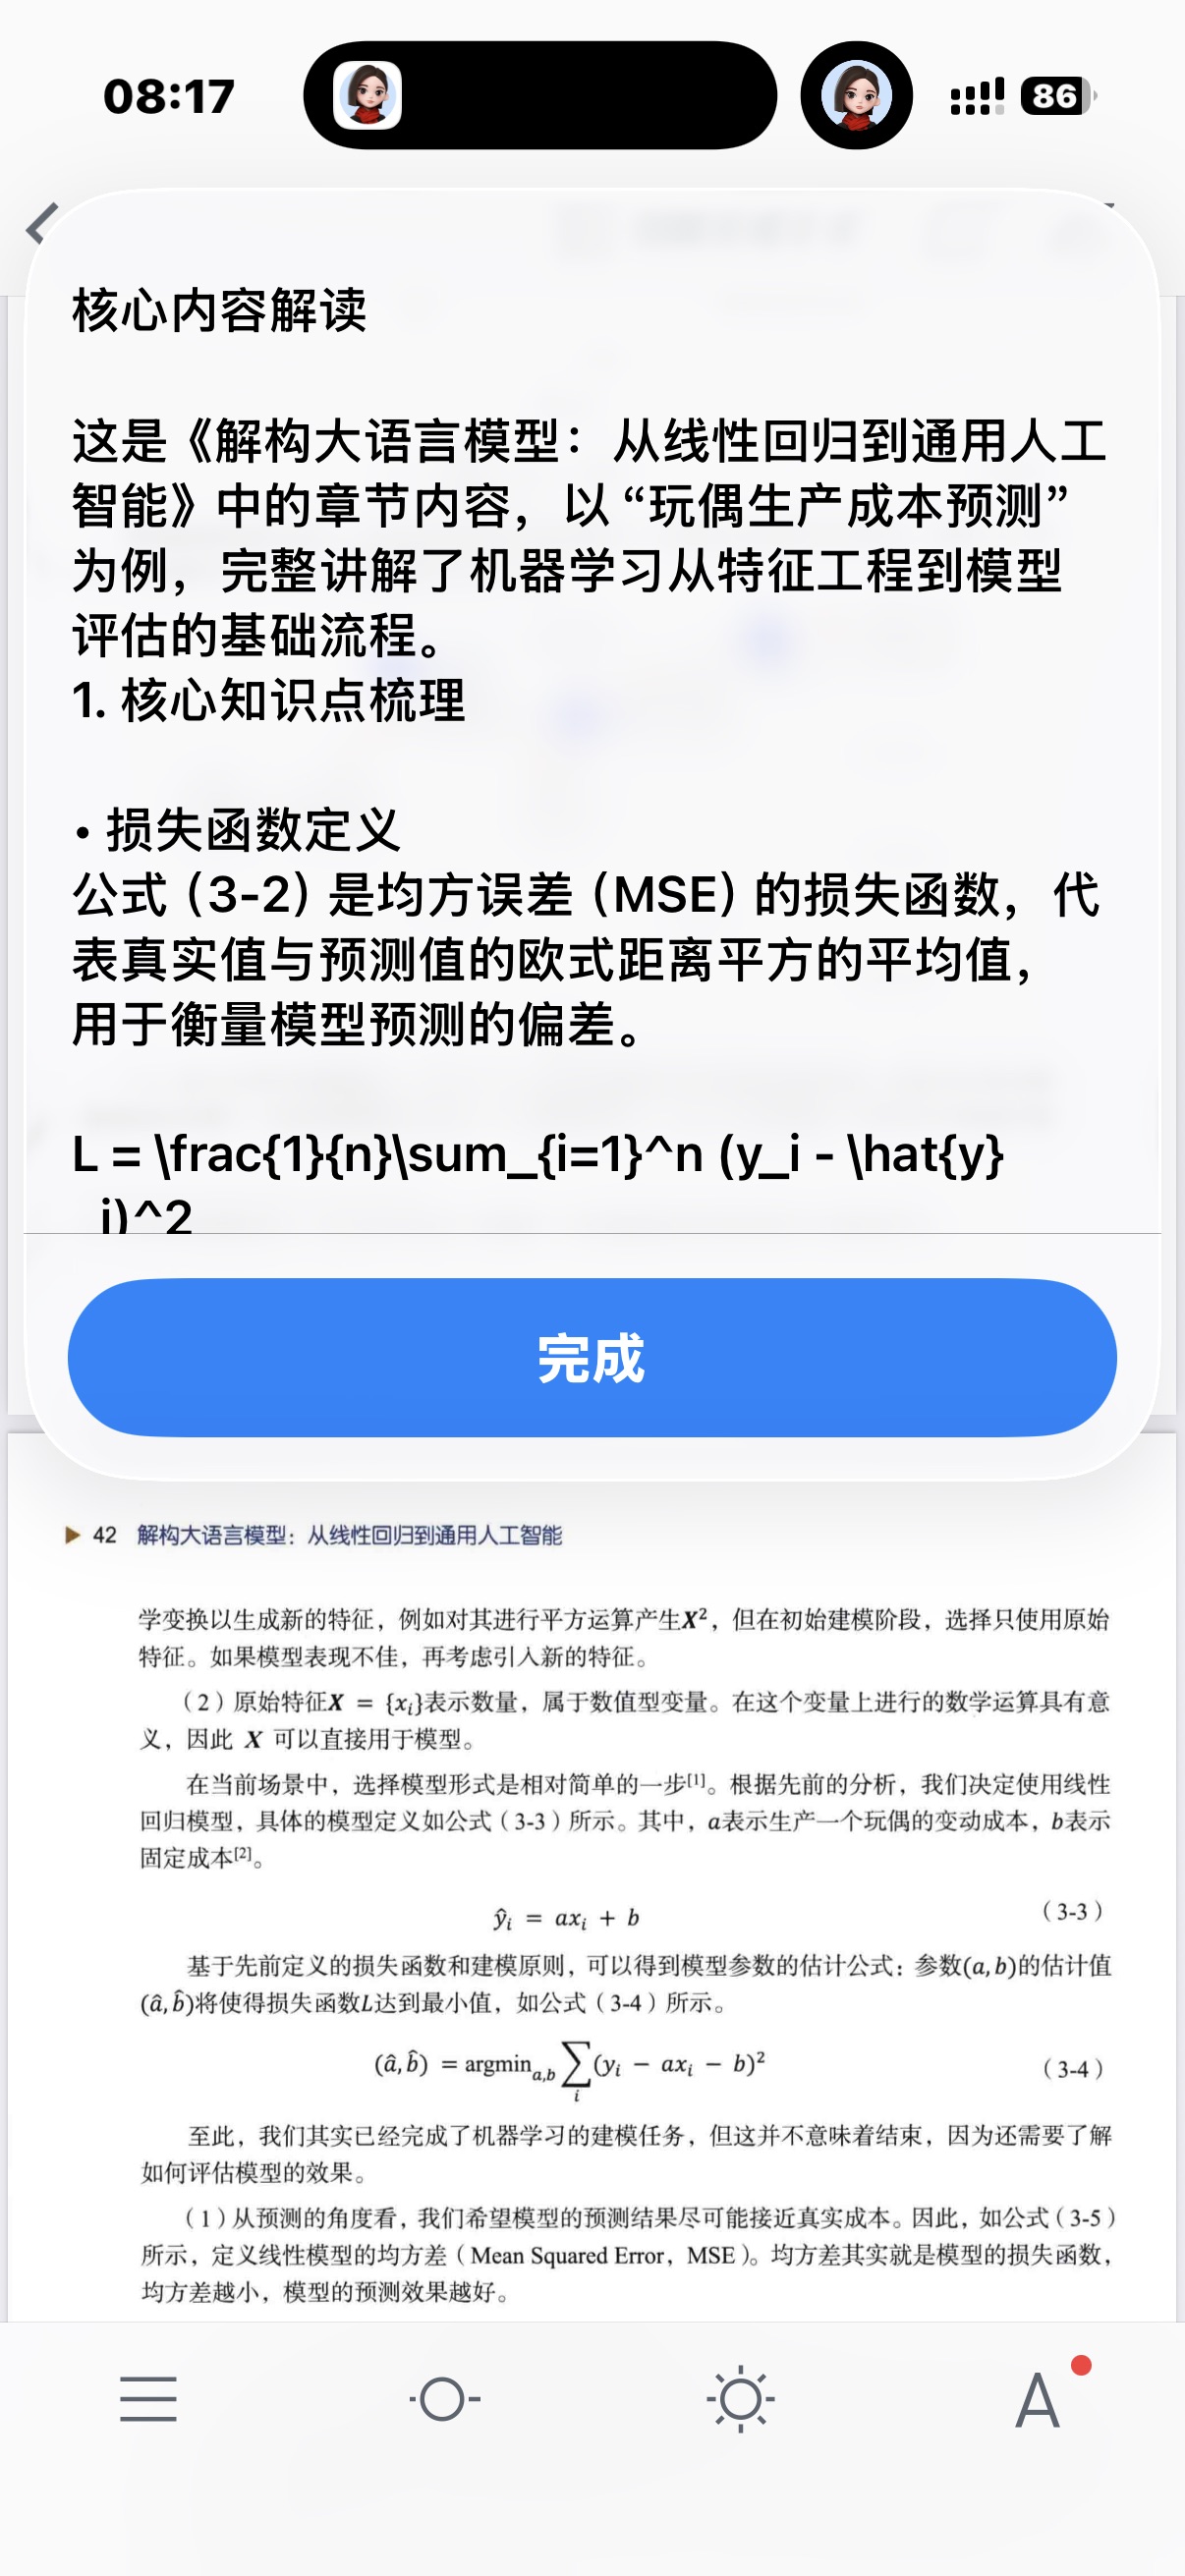 08:17
86
核心内容解读
这是《解构大语言模型：从线性回归到通用人工
智能》中的章节内容，以 “玩偶生产成本预测”
为例，完整讲解了机器学习从特征工程到模型
评估的基础流程。
1. 核心知识点梳理
• 损失函数定义
公式（3-2）是均方误差（MSE）的损失函数，代
表真实值与预测值的欧式距离平方的平均值，
用于衡量模型预测的偏差。
L = \frac{1}{n}\sum_{i=1}^n (y_i - \hat{y}
_i)^2
完成
42 解构大语言模型：从线性回归到通用人工智能
学变换以生成新的特征，例如对其进行平方运算产生X²，但在初始建模阶段，选择只使用原始
特征。如果模型表现不佳，再考虑引入新的特征。
（2）原始特征X = {xᵢ}表示数量，属于数值型变量。在这个变量上进行的数学运算具有意
义，因此 X 可以直接用于模型。
在当前场景中，选择模型形式是相对简单的一步[1]。根据先前的分析，我们决定使用线性
回归模型，具体的模型定义如公式（3-3）所示。其中，a表示生产一个玩偶的变动成本，b表示
固定成本[2]。
ŷᵢ = axᵢ + b （3-3）
基于先前定义的损失函数和建模原则，可以得到模型参数的估计公式：参数(a, b)的估计值
(â, b̂)将使得损失函数L达到最小值，如公式（3-4）所示。
(â, b̂) = argminₐ,b ∑ᵢ(yᵢ − axᵢ − b)² （3-4）
至此，我们其实已经完成了机器学习的建模任务，但这并不意味着结束，因为还需要了解
如何评估模型的效果。
（1）从预测的角度看，我们希望模型的预测结果尽可能接近真实成本。因此，如公式（3-5）
所示，定义线性模型的均方差（Mean Squared Error，MSE）。均方差其实就是模型的损失函数，
均方差越小，模型的预测效果越好。
A